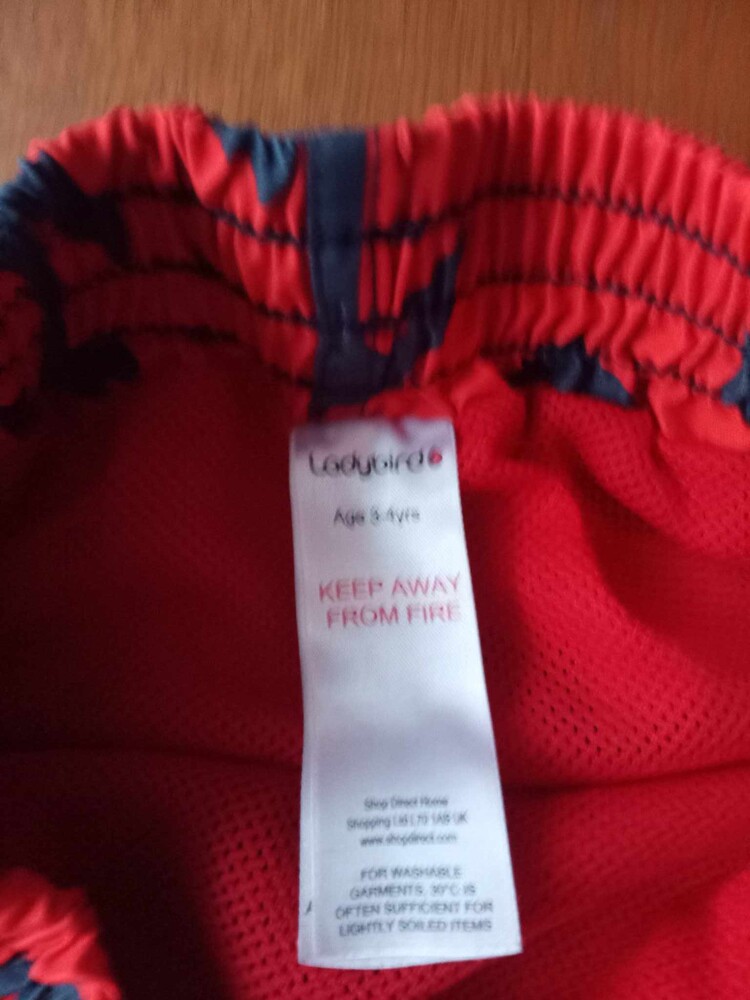 Ladybird
Age 3-4yrs
KEEP AWAY
FROM FIRE
Shop Direct Home
Shopping Ltd L70 1AB UK
www.shopdirect.com
FOR WASHABLE
GARMENTS, 30°C IS
OFTEN SUFFICIENT FOR
LIGHTLY SOILED ITEMS